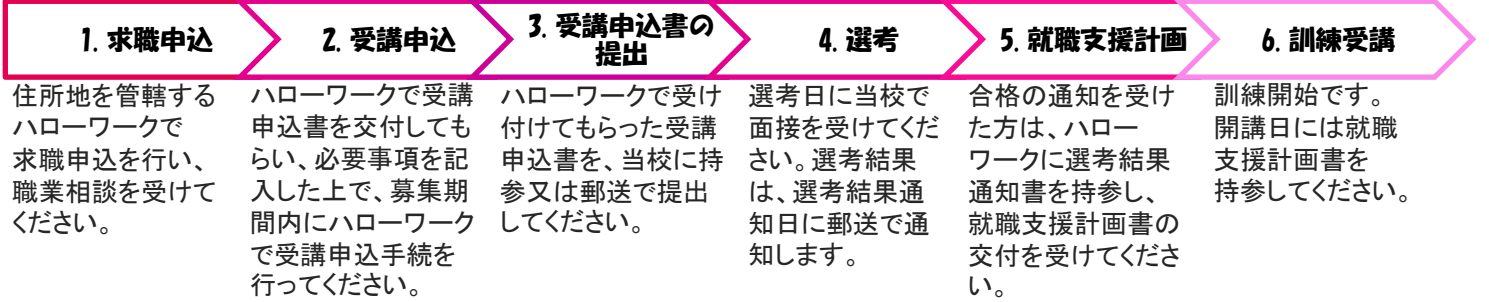 1. 求職申込
住所地を管轄する
ハローワークで
求職申込を行い、
職業相談を受けて
ください。
2. 受講申込
ハローワークで受講
申込書を交付しても
らい、必要事項を記
入した上で、募集期
間内にハローワーク
で受講申込手続を
行ってください。
3. 受講申込書の
提出
ハローワークで受け
付けてもらった受講
申込書を、当校に持
参又は郵送で提出
してください。
4. 選考
選考日に当校で
面接を受けてくだ
さい。選考結果
は、選考結果通
知日に郵送で通
知します。
5. 就職支援計画
合格の通知を受け
た方は、ハロー
ワークに選考結果
通知書を持参し、
就職支援計画書の
交付を受けてくださ
い。
6. 訓練受講
訓練開始です。
開講日には就職
支援計画書を
持参してください。